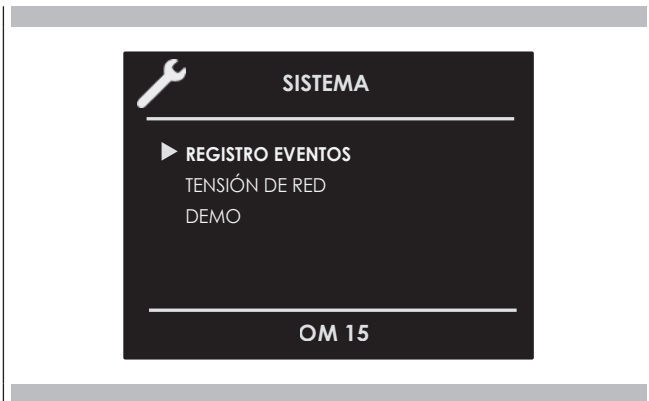 SISTEMA
REGISTRO EVENTOS
TENSIÓN DE RED
DEMO
OM 15